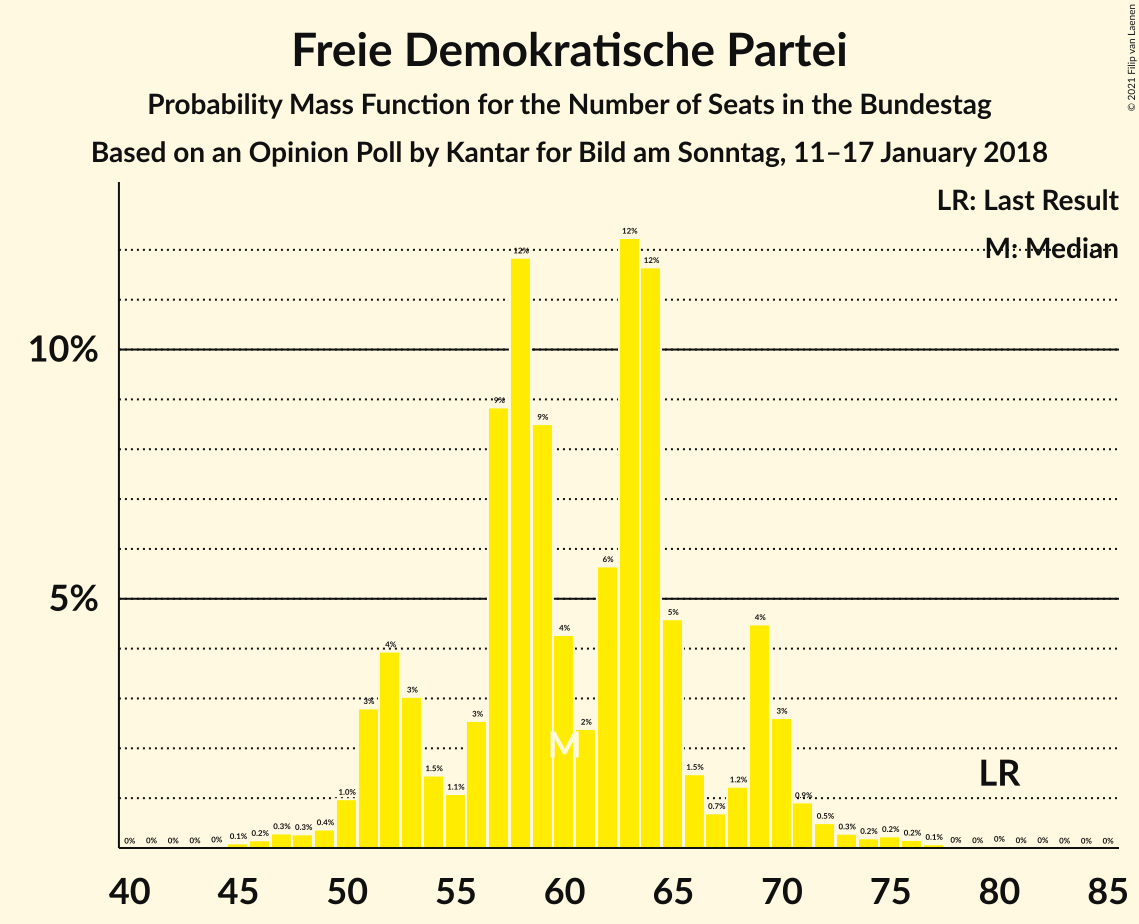 © 2021 Filip van Laenen
Freie Demokratische Partei
Probability Mass Function for the Number of Seats in the Bundestag
Based on an Opinion Poll by Kantar for Bild am Sonntag, 11–17 January 2018
LR: Last Result
M: Median
10%
5%
0% 0% 0% 0% 0% 0.1% 0.2% 0.3% 0.3% 0.4% 1.0% 3% 4% 3% 1.5% 1.1% 3% 9% 12% 9% 4% 2% 6% 12% 12% 5% 1.5% 0.7% 1.2% 4% 3% 0.9% 0.5% 0.3% 0.2% 0.2% 0.2% 0.1% 0% 0% 0% 0% 0% 0% 0% 0%
M
LR
40 45 50 55 60 65 70 75 80 85